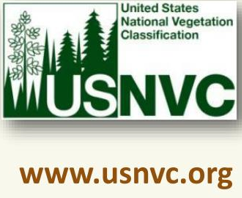 United States
National Vegetation
Classification
USNVC
www.usnvc.org